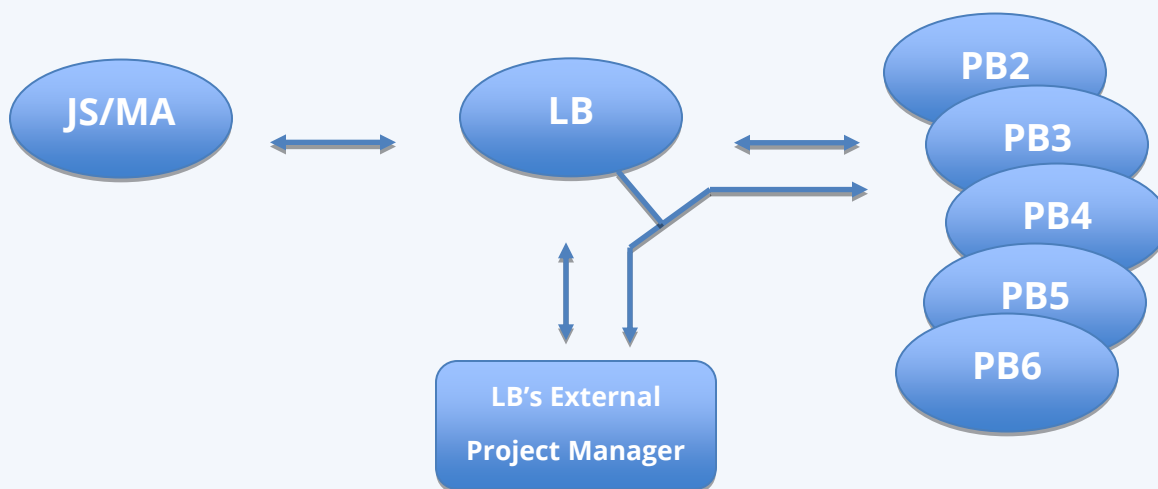 JS/MA
LB
PB2
PB3
PB4
PB5
PB6
LB’s External
Project Manager